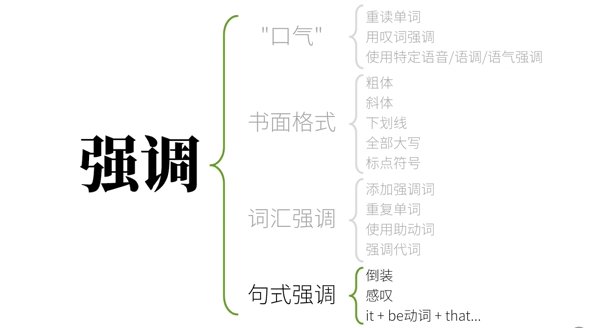 强调
"口气"
重读单词
用叹词强调
使用特定语音/语调/语气强调
书面格式
粗体
斜体
下划线
全部大写
标点符号
词汇强调
添加强调词
重复单词
使用助动词
强调代词
句式强调
倒装
感叹
it + be动词 + that...